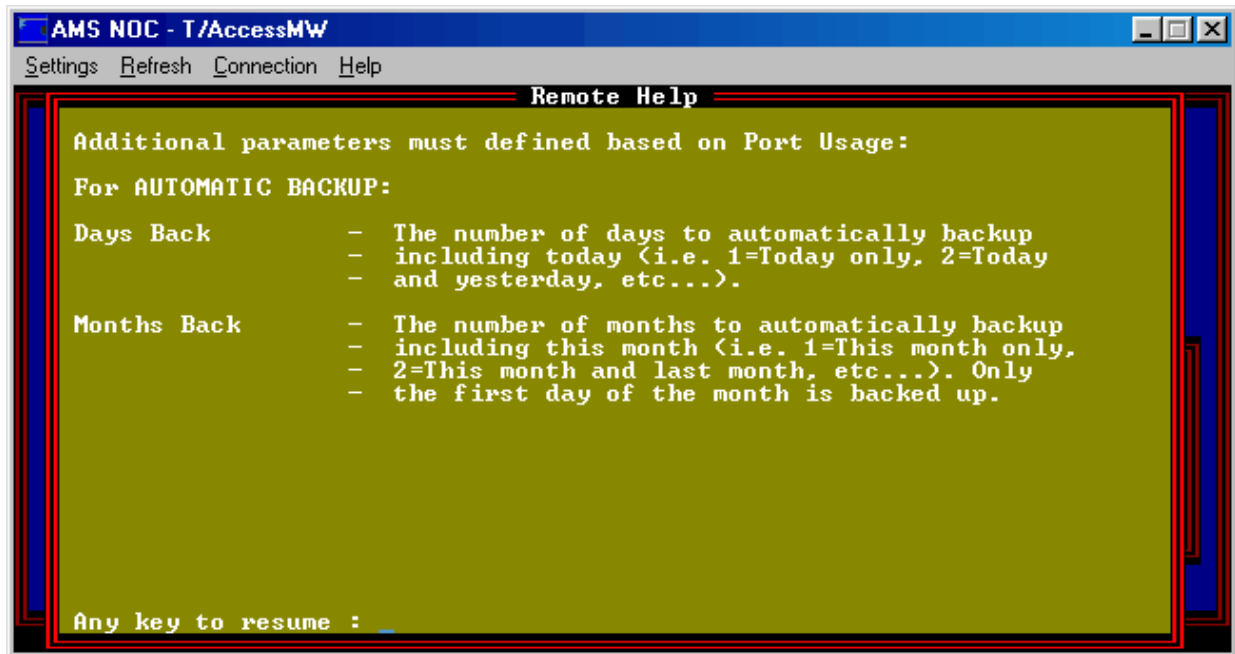 AMS NOC - T/AccessMW
Settings Refresh Connection Help
Remote Help
Additional parameters must defined based on Port Usage:
For AUTOMATIC BACKUP:
Days Back - The number of days to automatically backup
- including today (i.e. 1=Today only, 2=Today
- and yesterday, etc...).
Months Back - The number of months to automatically backup
- including this month (i.e. 1=This month only,
- 2=This month and last month, etc...). Only
- the first day of the month is backed up.
Any key to resume : _